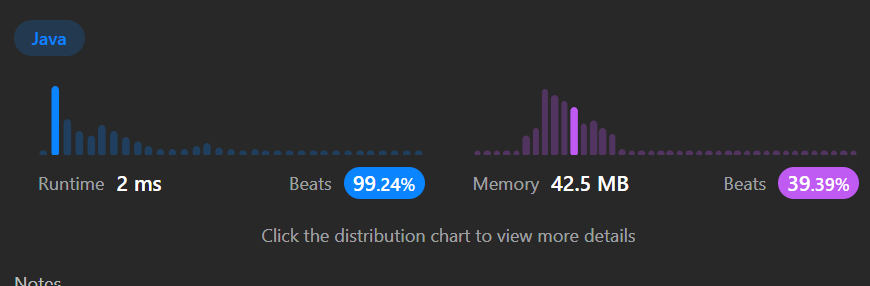 Java
Runtime 2 ms Beats 99.24% Memory 42.5 MB Beats 39.39%
Click the distribution chart to view more details
Notes